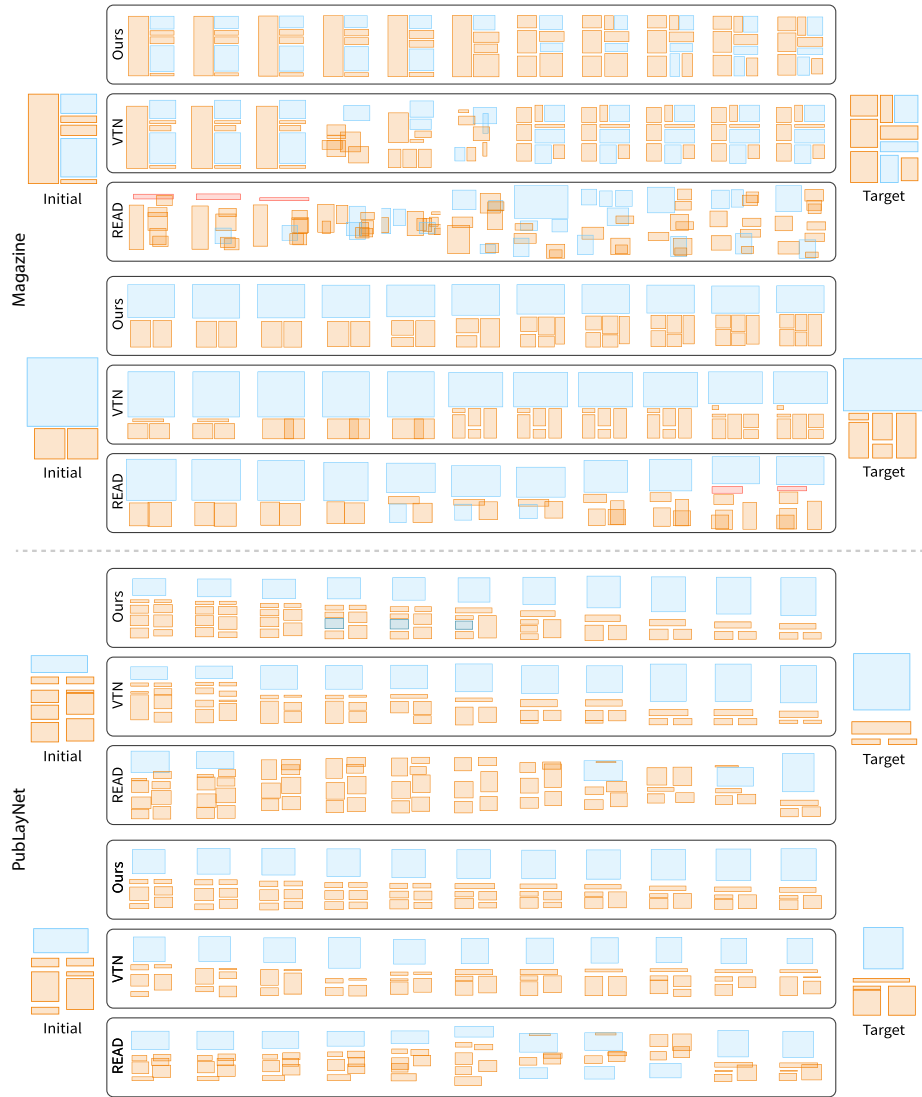 Magazine
Ours
VTN
READ
Initial
Target
Ours
VTN
READ
Initial
Target
PubLayNet
Ours
VTN
READ
Initial
Target
Ours
VTN
READ
Initial
Target